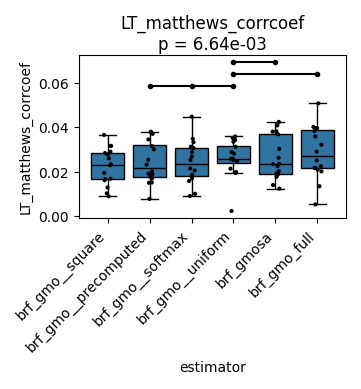 LT_matthews_corrcoef
p = 6.64e-03
LT_matthews_corrcoef
0.06
0.04
0.02
0.00
brf_gmo__square
brf_gmo__precomputed
brf_gmo__softmax
brf_gmo__uniform
brf_gmosa
brf_gmo_full
estimator